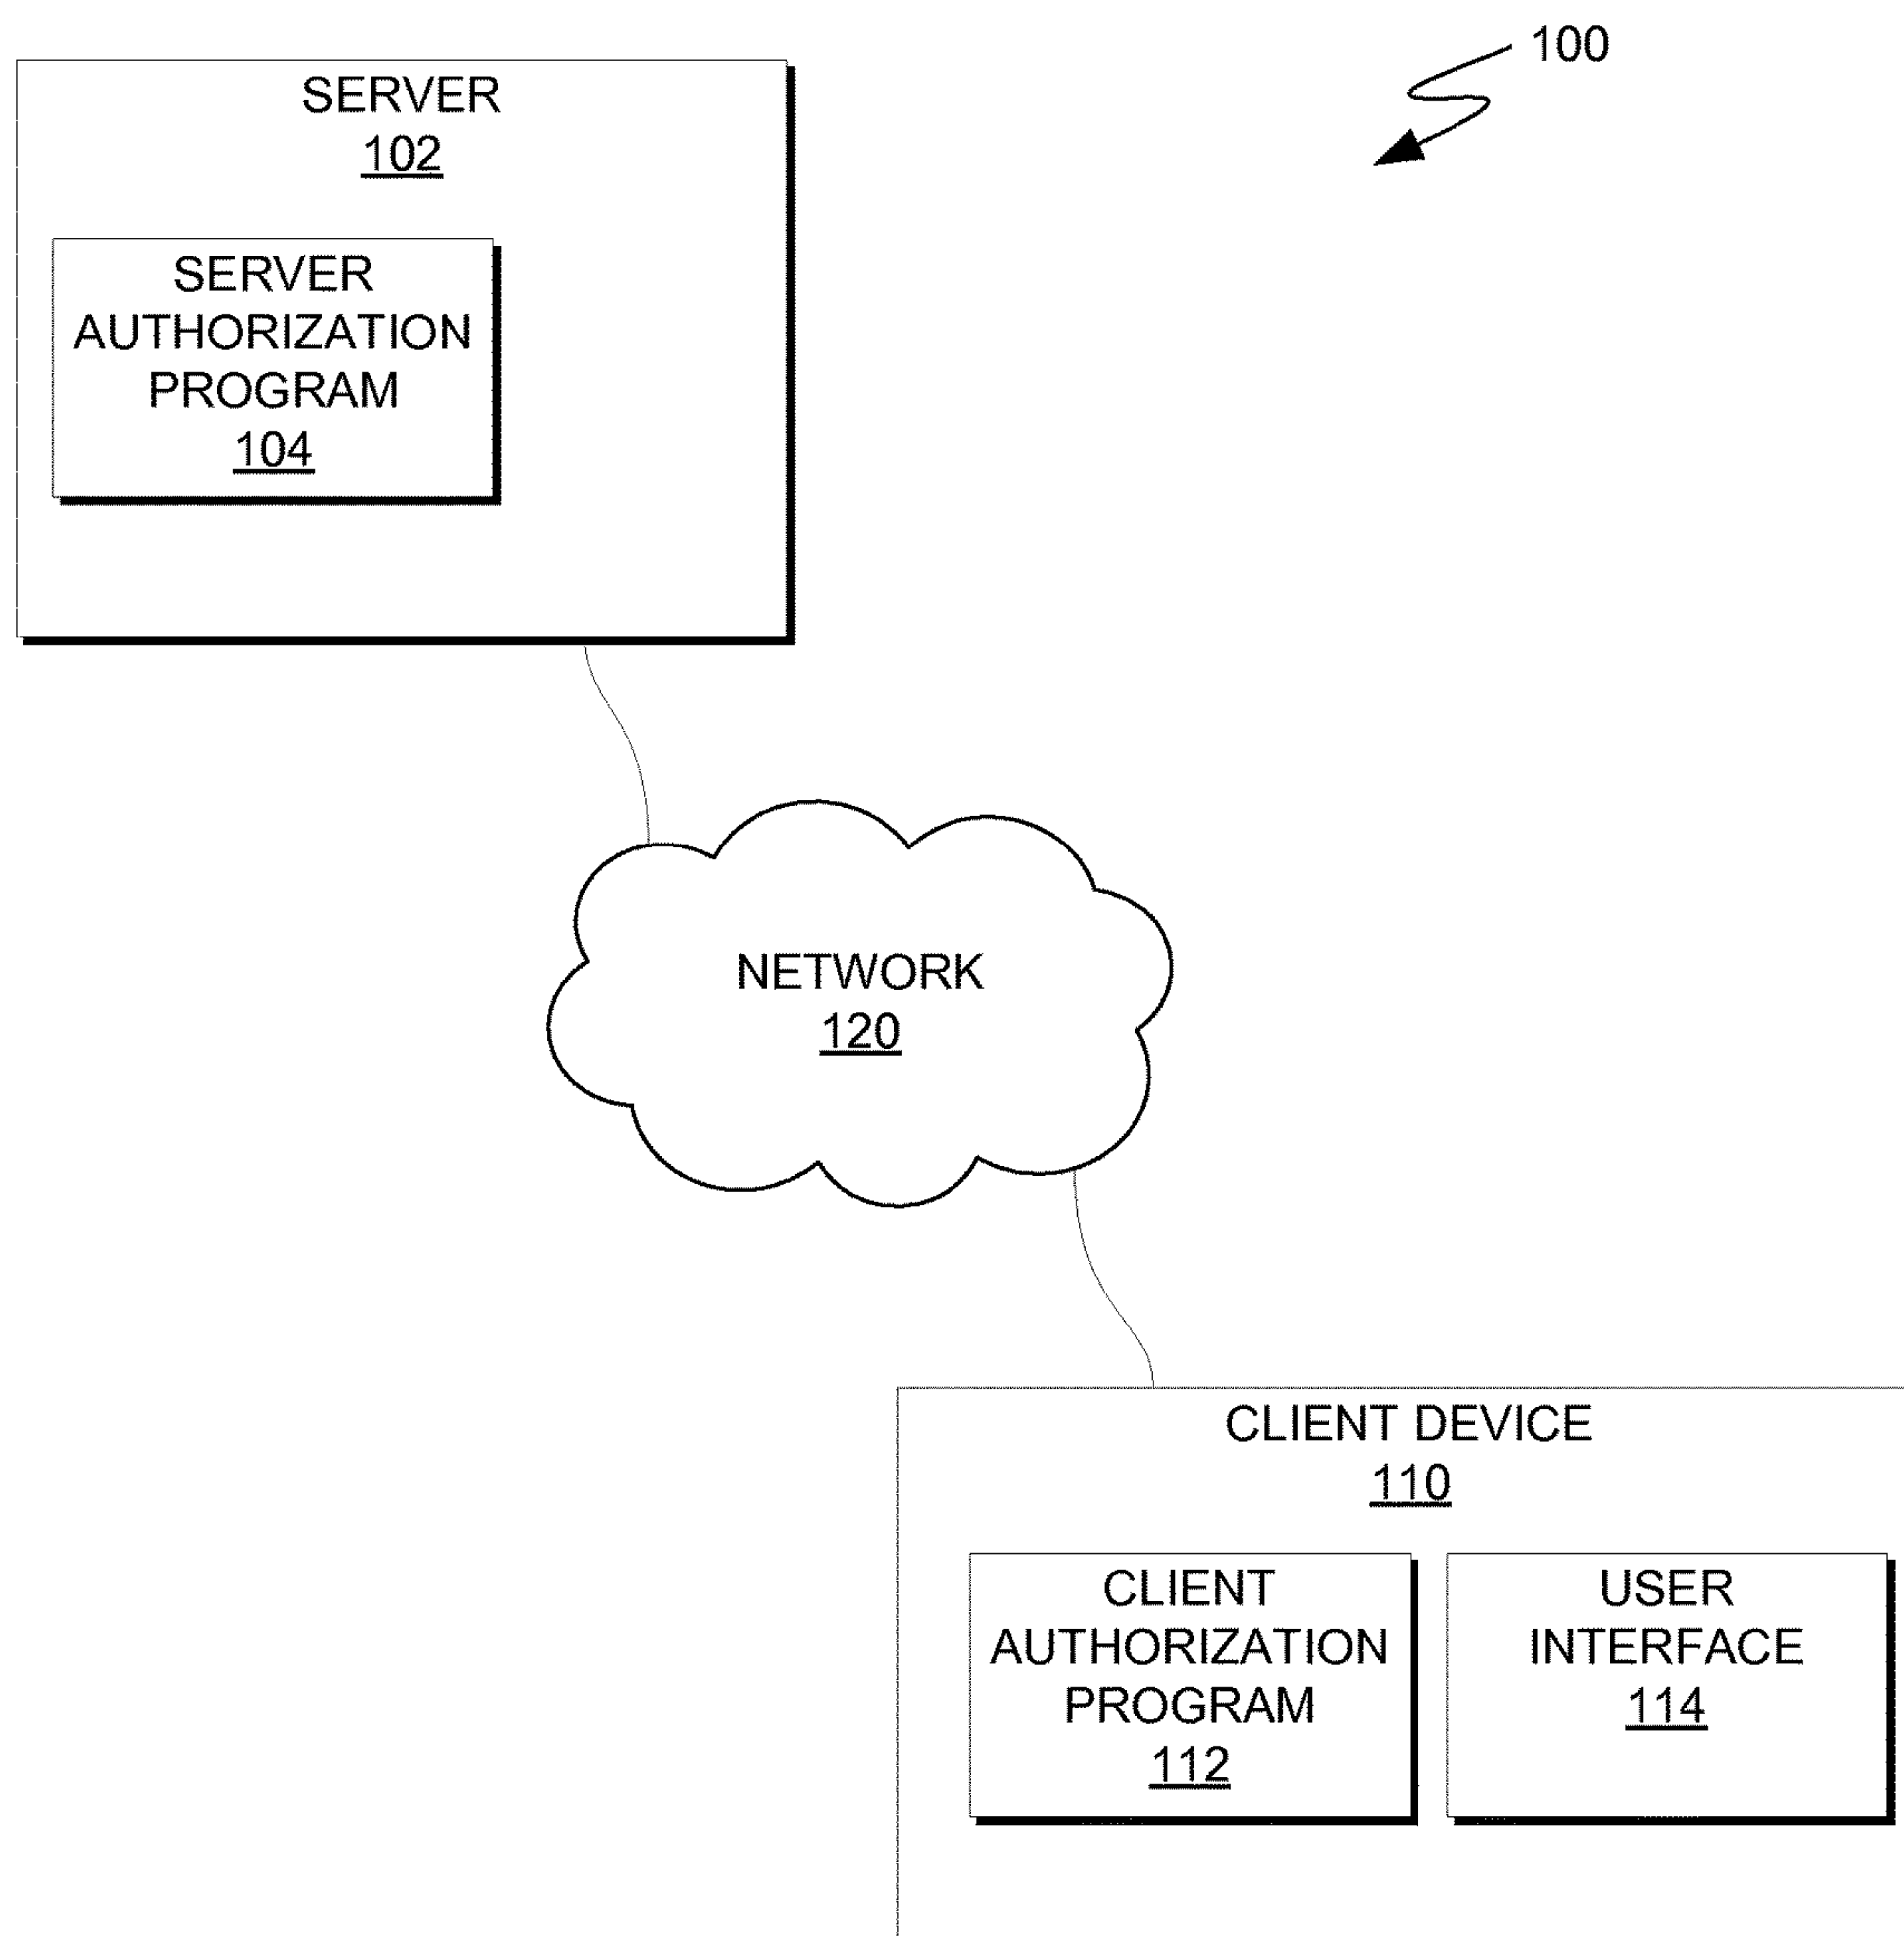 100
SERVER
102
SERVER
AUTHORIZATION
PROGRAM
104
NETWORK
120
CLIENT DEVICE
110
CLIENT
AUTHORIZATION
PROGRAM
112
USER
INTERFACE
114